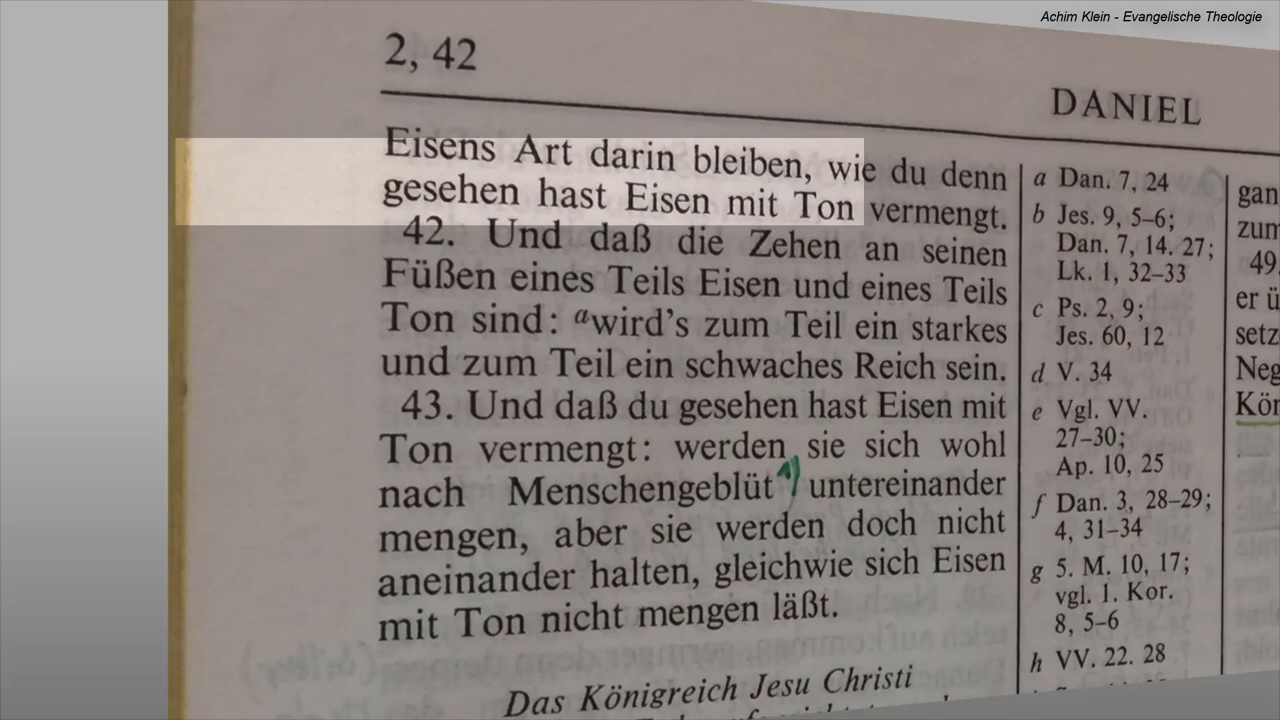 Achim Klein - Evangelische Theologie
2, 42
DANIEL
Eisens Art darin bleiben, wie du denn
gesehen hast Eisen mit Ton vermengt.
42. Und daß die Zehen an seinen
Füßen eines Teils Eisen und eines Teils
Ton sind: ᵃwird's zum Teil ein starkes
und zum Teil ein schwaches Reich sein.
43. Und daß du gesehen hast Eisen mit
Ton vermengt: werden sie sich wohl
nach Menschengeblüt untereinander
mengen, aber sie werden doch nicht
aneinander halten, gleichwie sich Eisen
mit Ton nicht mengen läßt.
Das Königreich Jesu Christi
a Dan. 7, 24
b Jes. 9, 5–6;
Dan. 7, 14. 27;
Lk. 1, 32–33
c Ps. 2, 9;
Jes. 60, 12
d V. 34
e Vgl. VV.
27–30;
Ap. 10, 25
f Dan. 3, 28–29;
4, 31–34
g 5. M. 10, 17;
vgl. 1. Kor.
8, 5–6
h VV. 22. 28
gan
zum
49.
er ü
setz
Neg
Kön